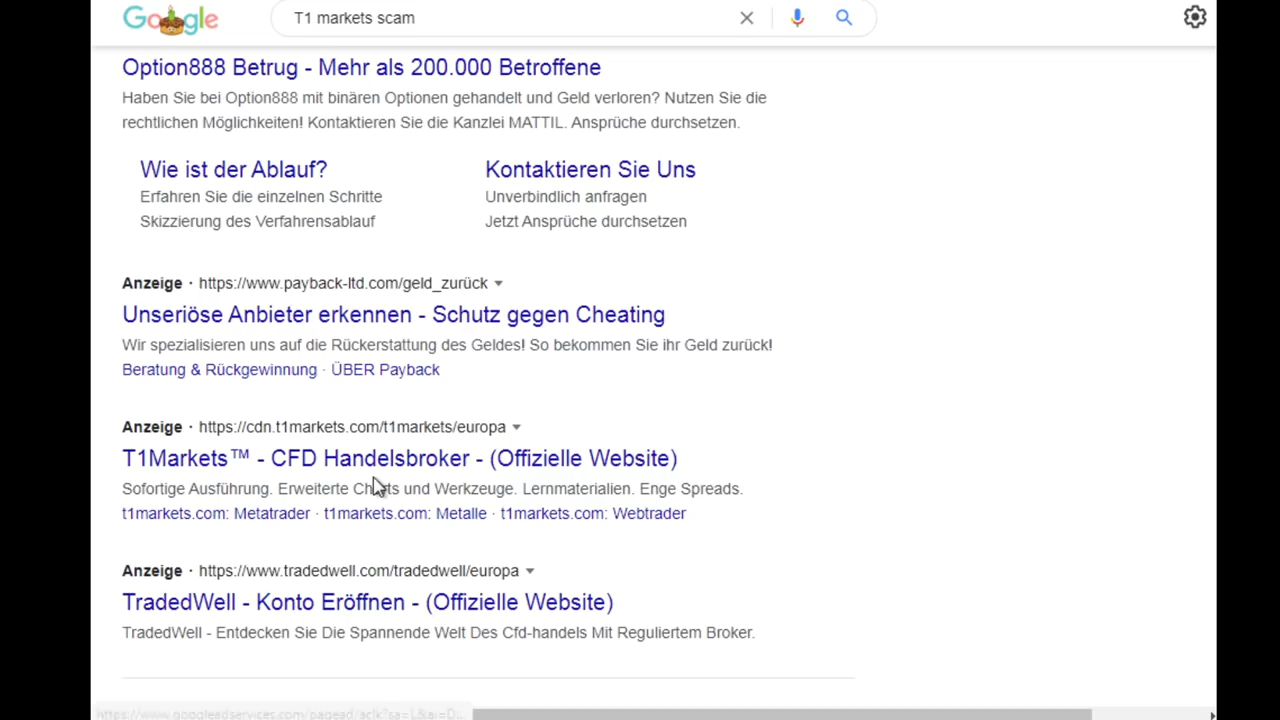 Google
T1 markets scam
Option888 Betrug - Mehr als 200.000 Betroffene
Haben Sie bei Option888 mit binären Optionen gehandelt und Geld verloren? Nutzen Sie die
rechtlichen Möglichkeiten! Kontaktieren Sie die Kanzlei MATTIL. Ansprüche durchsetzen.
Wie ist der Ablauf?
Erfahren Sie die einzelnen Schritte
Skizzierung des Verfahrensablauf
Kontaktieren Sie Uns
Unverbindlich anfragen
Jetzt Ansprüche durchsetzen
Anzeige · https://www.payback-ltd.com/geld_zurück
Unseriöse Anbieter erkennen - Schutz gegen Cheating
Wir spezialisieren uns auf die Rückerstattung des Geldes! So bekommen Sie ihr Geld zurück!
Beratung & Rückgewinnung · ÜBER Payback
Anzeige · https://cdn.t1markets.com/t1markets/europa
T1Markets™ - CFD Handelsbroker - (Offizielle Website)
Sofortige Ausführung. Erweiterte Charts und Werkzeuge. Lernmaterialien. Enge Spreads.
t1markets.com: Metatrader · t1markets.com: Metalle · t1markets.com: Webtrader
Anzeige · https://www.tradedwell.com/tradedwell/europa
TradedWell - Konto Eröffnen - (Offizielle Website)
TradedWell - Entdecken Sie Die Spannende Welt Des Cfd-handels Mit Reguliertem Broker.